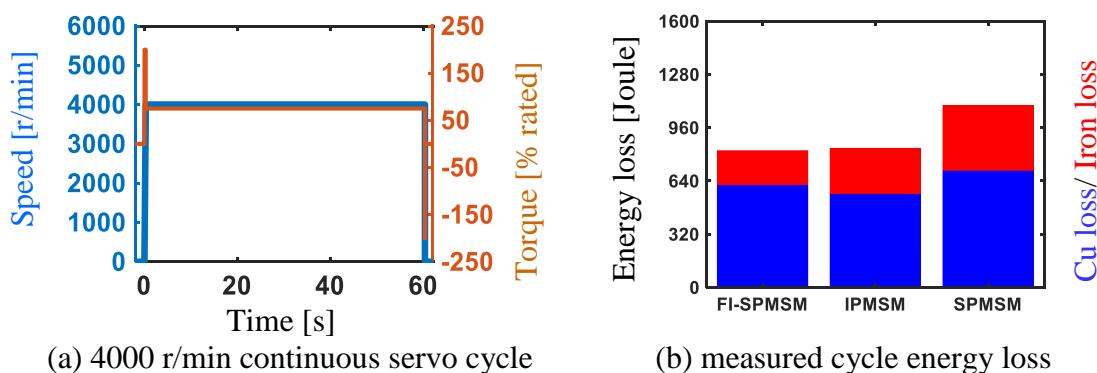 6000
5000
4000
3000
2000
1000
0
Speed [r/min]
250
150
50
-50
-150
-250
Torque [% rated]
0 20 40 60
Time [s]
(a) 4000 r/min continuous servo cycle
1600
1280
960
640
320
0
Energy loss [Joule]
Cu loss/ Iron loss
FI-SPMSM IPMSM SPMSM
(b) measured cycle energy loss